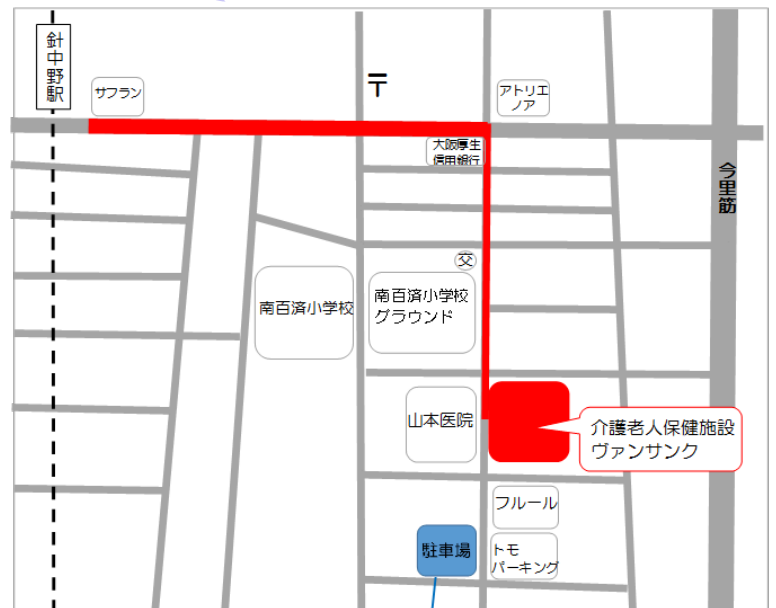 針中野駅
サフラン
〒
アトリエ
ノア
大阪厚生
信用銀行
今里筋
交
南百済小学校
南百済小学校
グラウンド
山本医院
介護老人保健施設
ヴァンサンク
フルール
駐車場
トモ
パーキング